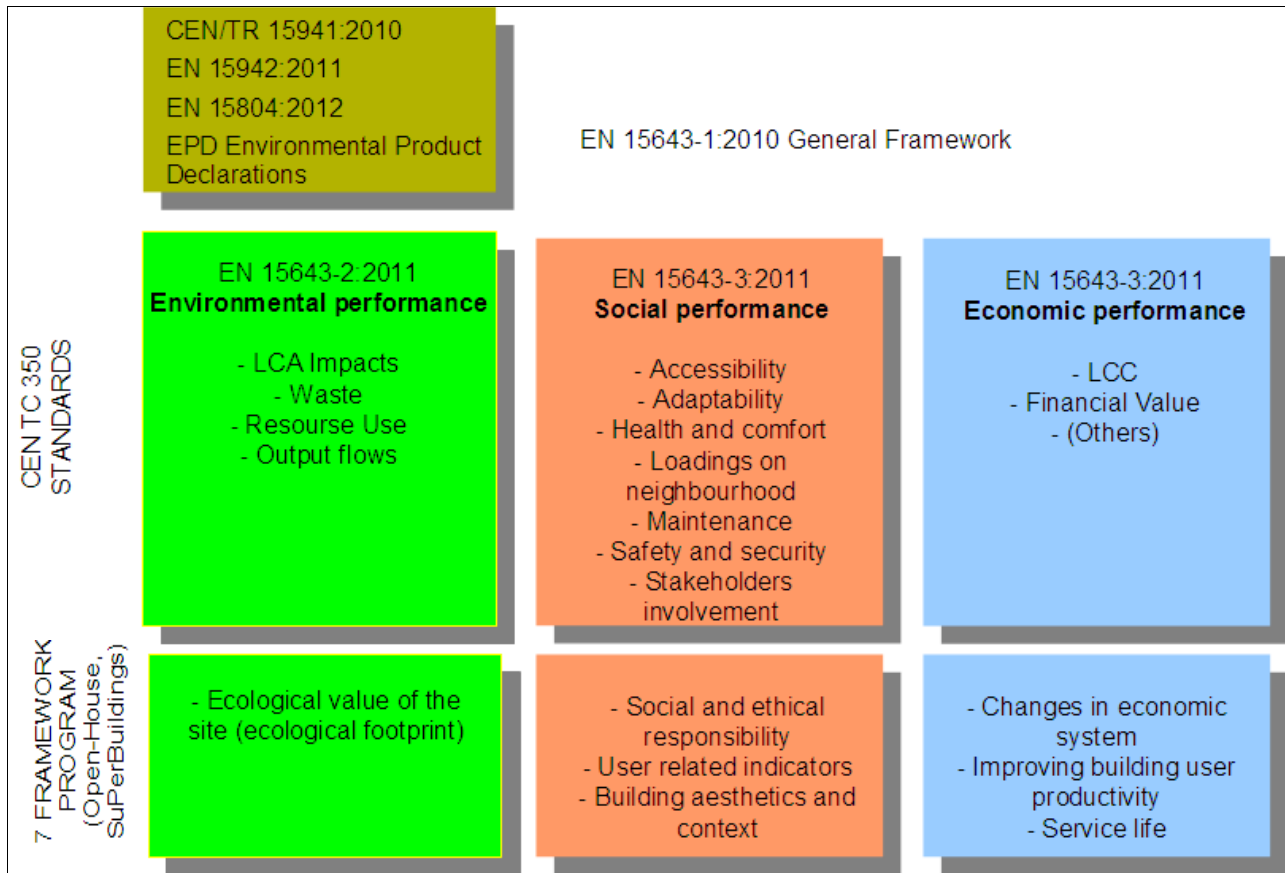 CEN/TR 15941:2010
EN 15942:2011
EN 15804:2012
EPD Environmental Product
Declarations
EN 15643-1:2010 General Framework
CEN TC 350
STANDARDS
EN 15643-2:2011
Environmental performance
- LCA Impacts
- Waste
- Resourse Use
- Output flows
EN 15643-3:2011
Social performance
- Accessibility
- Adaptability
- Health and comfort
- Loadings on
neighbourhood
- Maintenance
- Safety and security
- Stakeholders
involvement
EN 15643-3:2011
Economic performance
- LCC
- Financial Value
- (Others)
7 FRAMEWORK
PROGRAM
(Open-House,
SuPerBuildings)
- Ecological value of the
site (ecological footprint)
- Social and ethical
responsibility
- User related indicators
- Building aesthetics and
context
- Changes in economic
system
- Improving building user
productivity
- Service life